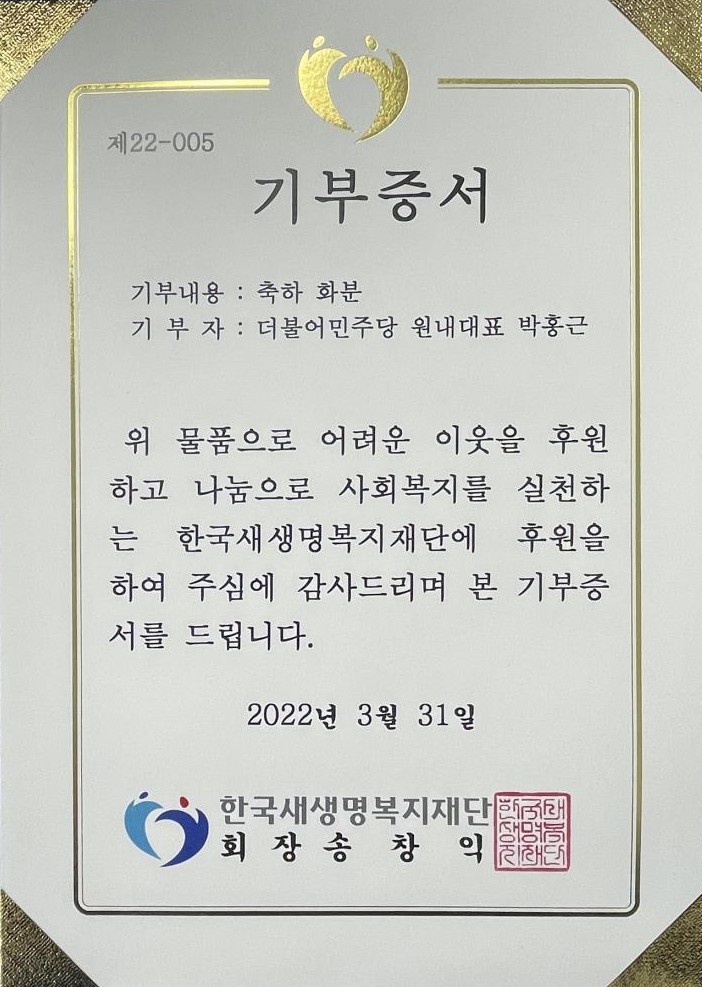 제22-005
기부증서
기부내용 : 축하 화분
기 부 자 : 더불어민주당 원내대표 박홍근
위 물품으로 어려운 이웃을 후원
하고 나눔으로 사회복지를 실천하
는 한국새생명복지재단에 후원을
하여 주심에 감사드리며 본 기부증
서를 드립니다.
2022년 3월 31일
한국새생명복지재단
회 장 송 창 익